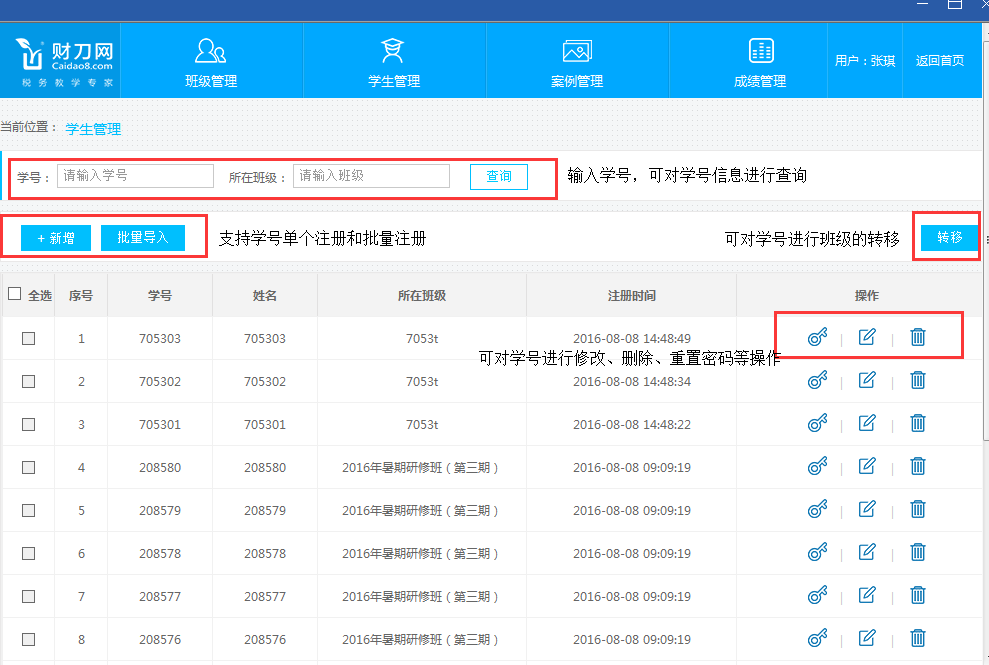 财刀网
Caidao8.com
税务教学专家
班级管理 学生管理 案例管理 成绩管理 用户：张琪 返回首页
当前位置： 学生管理
学号： 请输入学号 所在班级： 请输入班级 查询 输入学号，可对学号信息进行查询
+ 新增 批量导入 支持学号单个注册和批量注册 可对学号进行班级的转移 转移
全选 序号 学号 姓名 所在班级 注册时间 操作
1 705303 705303 7053t 2016-08-08 14:48:49
可对学号进行修改、删除、重置密码等操作
2 705302 705302 7053t 2016-08-08 14:48:34
3 705301 705301 7053t 2016-08-08 14:48:22
4 208580 208580 2016年暑期研修班（第三期） 2016-08-08 09:09:19
5 208579 208579 2016年暑期研修班（第三期） 2016-08-08 09:09:19
6 208578 208578 2016年暑期研修班（第三期） 2016-08-08 09:09:19
7 208577 208577 2016年暑期研修班（第三期） 2016-08-08 09:09:19
8 208576 208576 2016年暑期研修班（第三期） 2016-08-08 09:09:19